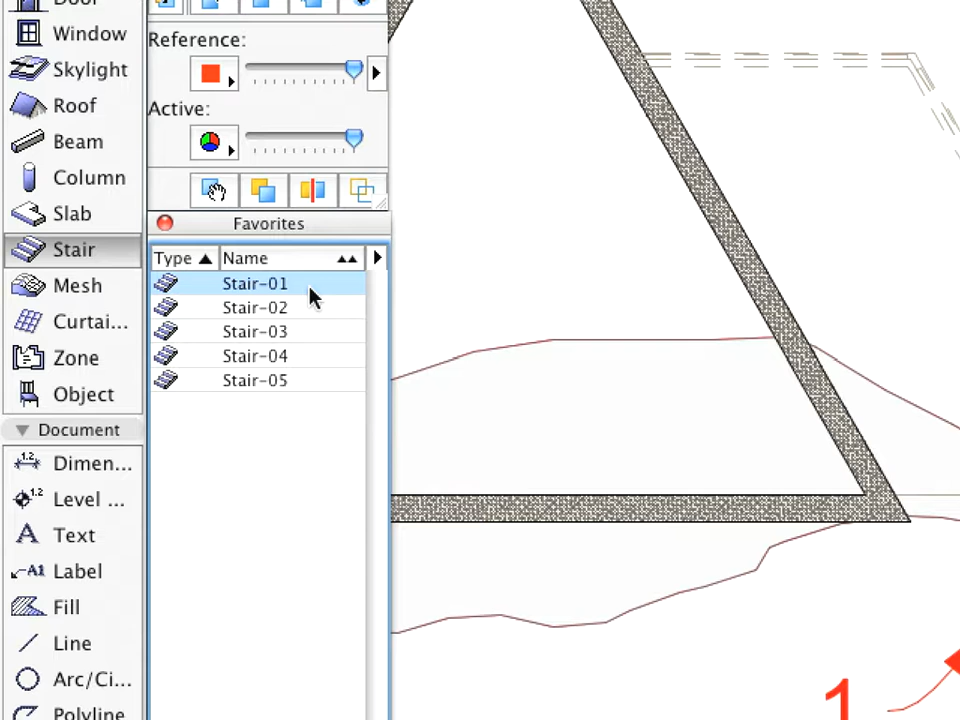 Door
Window
Skylight
Roof
Beam
Column
Slab
Stair
Mesh
Curtai...
Zone
Object
Document
Dimen...
Level ...
Text
Label
Fill
Line
Arc/Ci...
Polyline
Reference:
Active:
Favorites
Type Name
Stair-01
Stair-02
Stair-03
Stair-04
Stair-05
1.2
1.2
A
A1
1